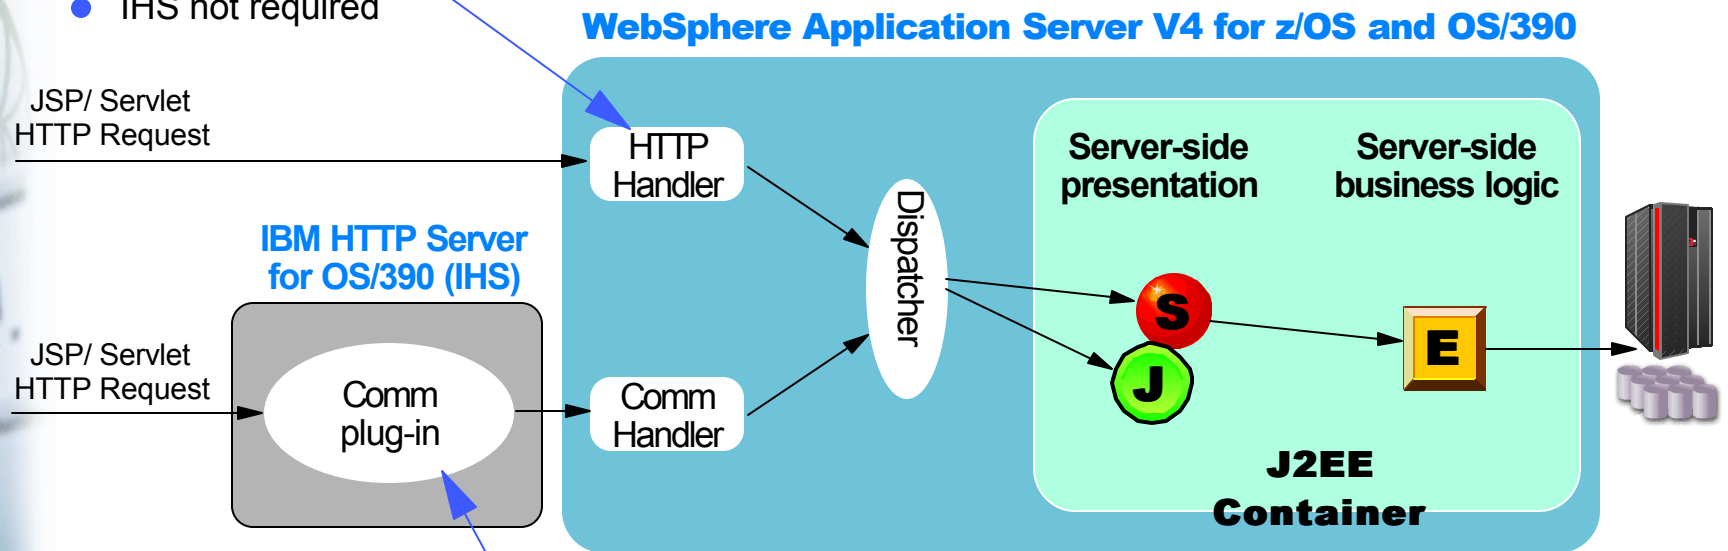 IHS not required
WebSphere Application Server V4 for z/OS and OS/390
JSP/ Servlet
HTTP Request
HTTP
Handler
Server-side
presentation
Server-side
business logic
Dispatcher
IBM HTTP Server
for OS/390 (IHS)
S
E
JSP/ Servlet
HTTP Request
Comm
plug-in
Comm
Handler
J
J2EE
Container